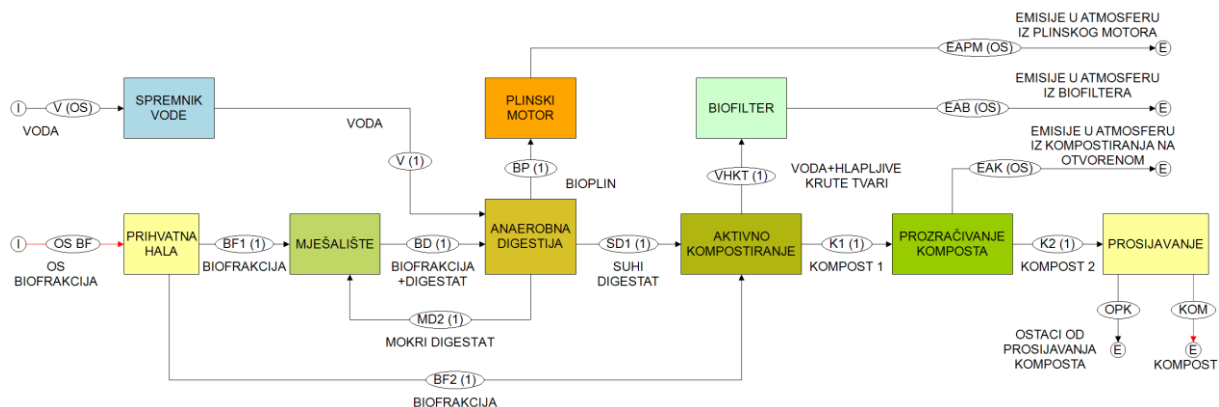 EMISIJE U ATMOSFERU
IZ PLINSKOG MOTORA
EAPM (OS)
E
I
V (OS)
VODA
SPREMNIK
VODE
VODA
V (1)
PLINSKI
MOTOR
BP (1)
BIOPLIN
BIOFILTER
EMISIJE U ATMOSFERU
IZ BIOFILTERA
EAB (OS)
E
VHKT (1)
VODA+HLAPLJIVE
KRUTE TVARI
EMISIJE U ATMOSFERU
IZ KOMPOSTIRANJA NA
OTVORENOM
EAK (OS)
E
I
OS BF
OS
BIOFRAKCIJA
PRIHVATNA
HALA
BF1 (1)
BIOFRAKCIJA
MJEŠALIŠTE
BD (1)
BIOFRAKCIJA
+DIGESTAT
ANAEROBNA
DIGESTIJA
SD1 (1)
SUHI
DIGESTAT
AKTIVNO
KOMPOSTIRANJE
K1 (1)
KOMPOST 1
PROZRAČIVANJE
KOMPOSTA
K2 (1)
KOMPOST 2
PROSIJAVANJE
MD2 (1)
MOKRI DIGESTAT
BF2 (1)
BIOFRAKCIJA
OPK
OSTACI OD
PROSIJAVANJA
KOMPOSTA
E
KOM
E
KOMPOST